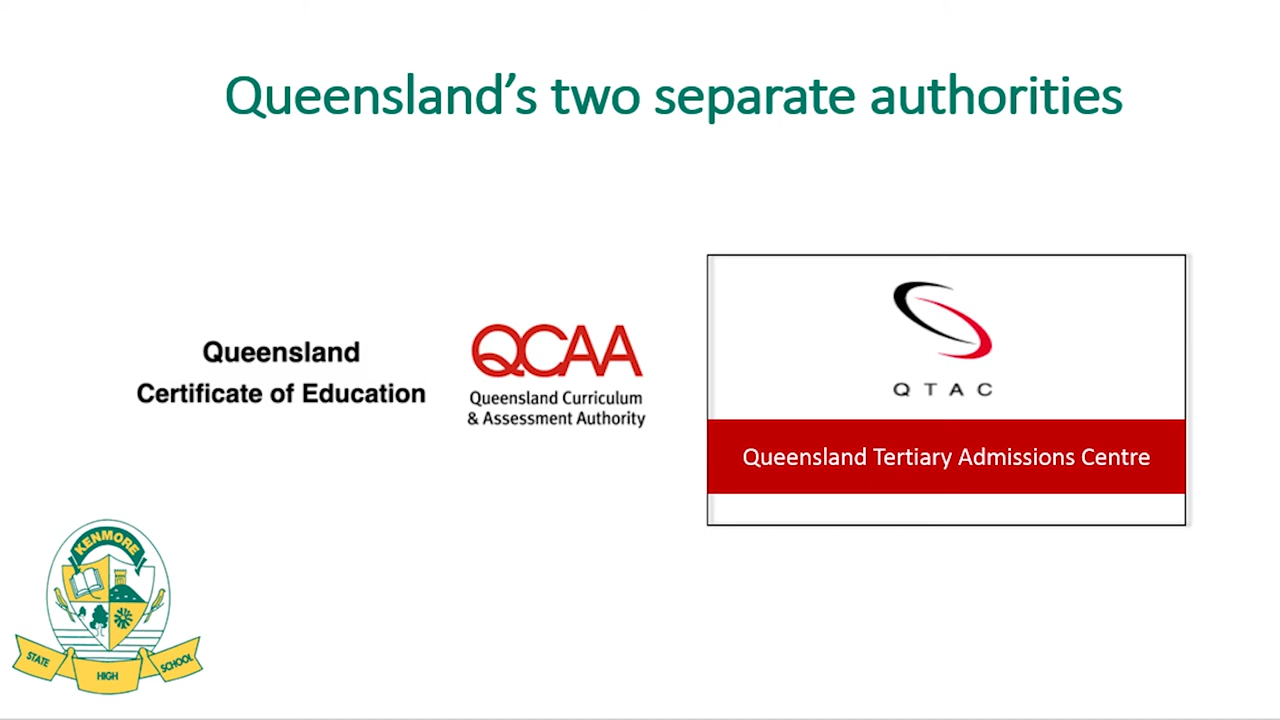 Queensland's two separate authorities
Queensland
Certificate of Education
QCAA
Queensland Curriculum
& Assessment Authority
QTAC
Queensland Tertiary Admissions Centre
KENMORE
STATE
HIGH
SCHOOL